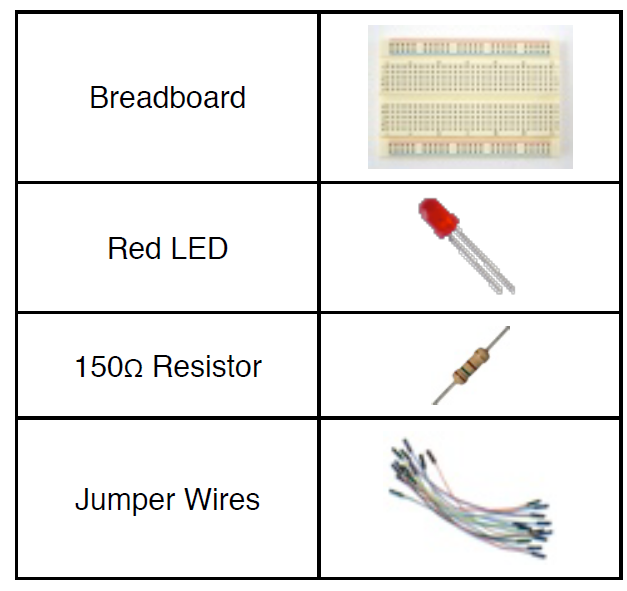 Breadboard
Red LED
150Ω Resistor
Jumper Wires